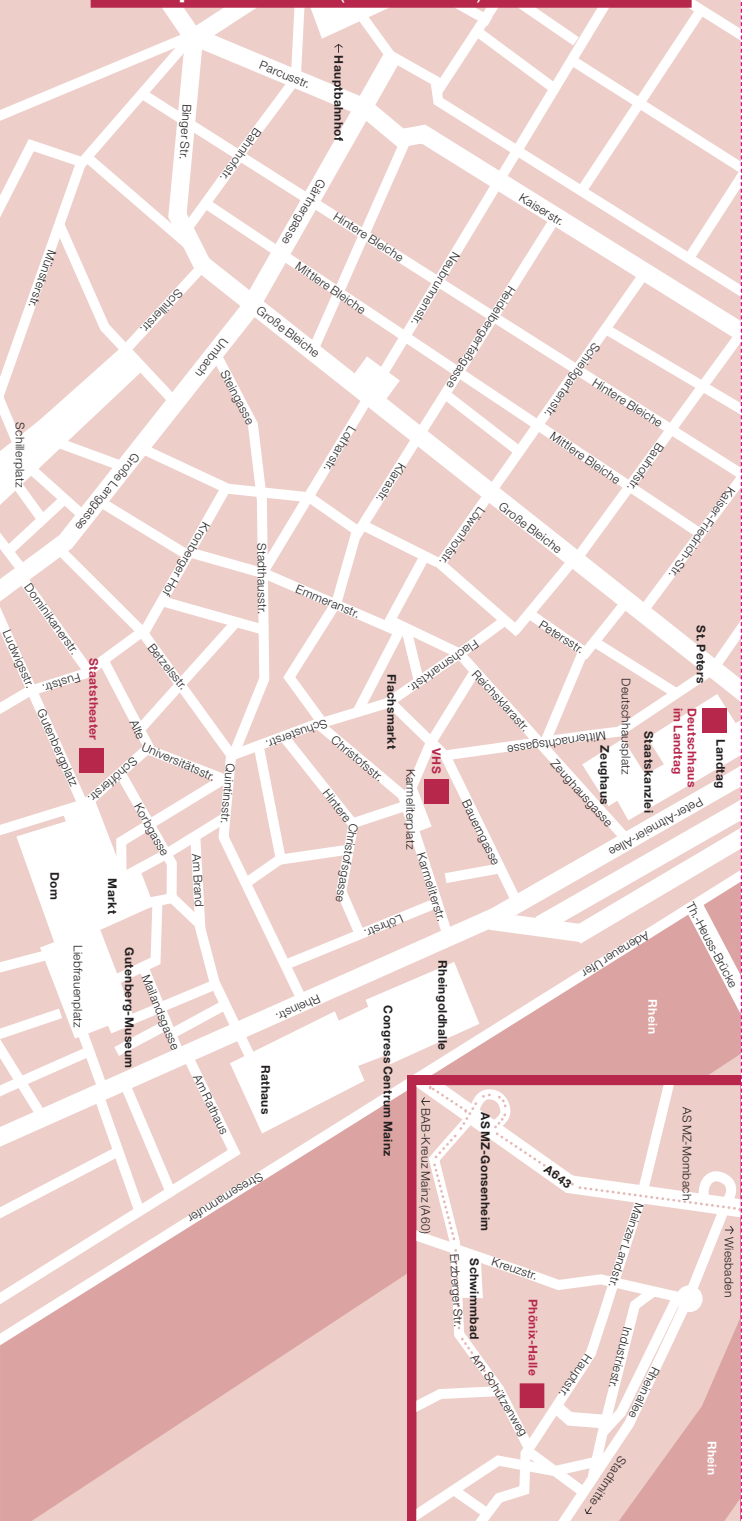 ← Hauptbahnhof
Parcusstr.
Binger Str.
Bahnhofstr.
Gärtnergasse
Kaiserstr.
Hintere Bleiche
Mittlere Bleiche
Neubrunnenstr.
Heidelbergerfaßgasse
Münsterstr.
Schillerstr.
Große Bleiche
Umbach
Steingasse
Schießgartenstr.
Hintere Bleiche
Mittlere Bleiche
Bauhofstr.
Schillerplatz
Große Langgasse
Lotharstr.
Klarastr.
Löwenhofstr.
Große Bleiche
Kaiser-Friedrich-Str.
Kronberger Hof
Stadthausstr.
Emmeranstr.
Dominikanerstr.
Ludwigsstr.
Fuststr.
Gutenbergplatz
Staatstheater
Betzelsstr.
Alte
Universitätsstr.
Schöfferstr.
Korbgasse
Quintinsstr.
Schusterstr.
Christofsstr.
Hintere Christofsgasse
Flachsmarkt
Flachsmarktstr.
Reichsklarastr.
Petersstr.
Mitternachtsgasse
Zeughausgasse
St. Peters
Deutschhausplatz
Deutschhaus
im Landtag
Landtag
Staatskanzlei
Zeughaus
Peter-Altmeier-Allee
VHS
Karmeliterplatz
Karmeliterstr.
Bauerngasse
Löhrstr.
Am Brand
Dom
Markt
Liebfrauenplatz
Gutenberg-Museum
Mailandsgasse
Rheinstr.
Am Rathaus
Rathaus
Rheingoldhalle
Congress Centrum Mainz
Adenauer Ufer
Th.-Heuss-Brücke
Rhein
Stresemannufer
↓ BAB-Kreuz Mainz (A60)
AS MZ-Gonsenheim
A643
AS MZ-Mombach
↑ Wiesbaden
Mainzer Landstr.
Kreuzstr.
Erzberger Str.
Schwimmbad
Phönix-Halle
Am Schützenweg
Hauptstr.
Industriestr.
Rheinallee
Stadtmitte →
Rhein